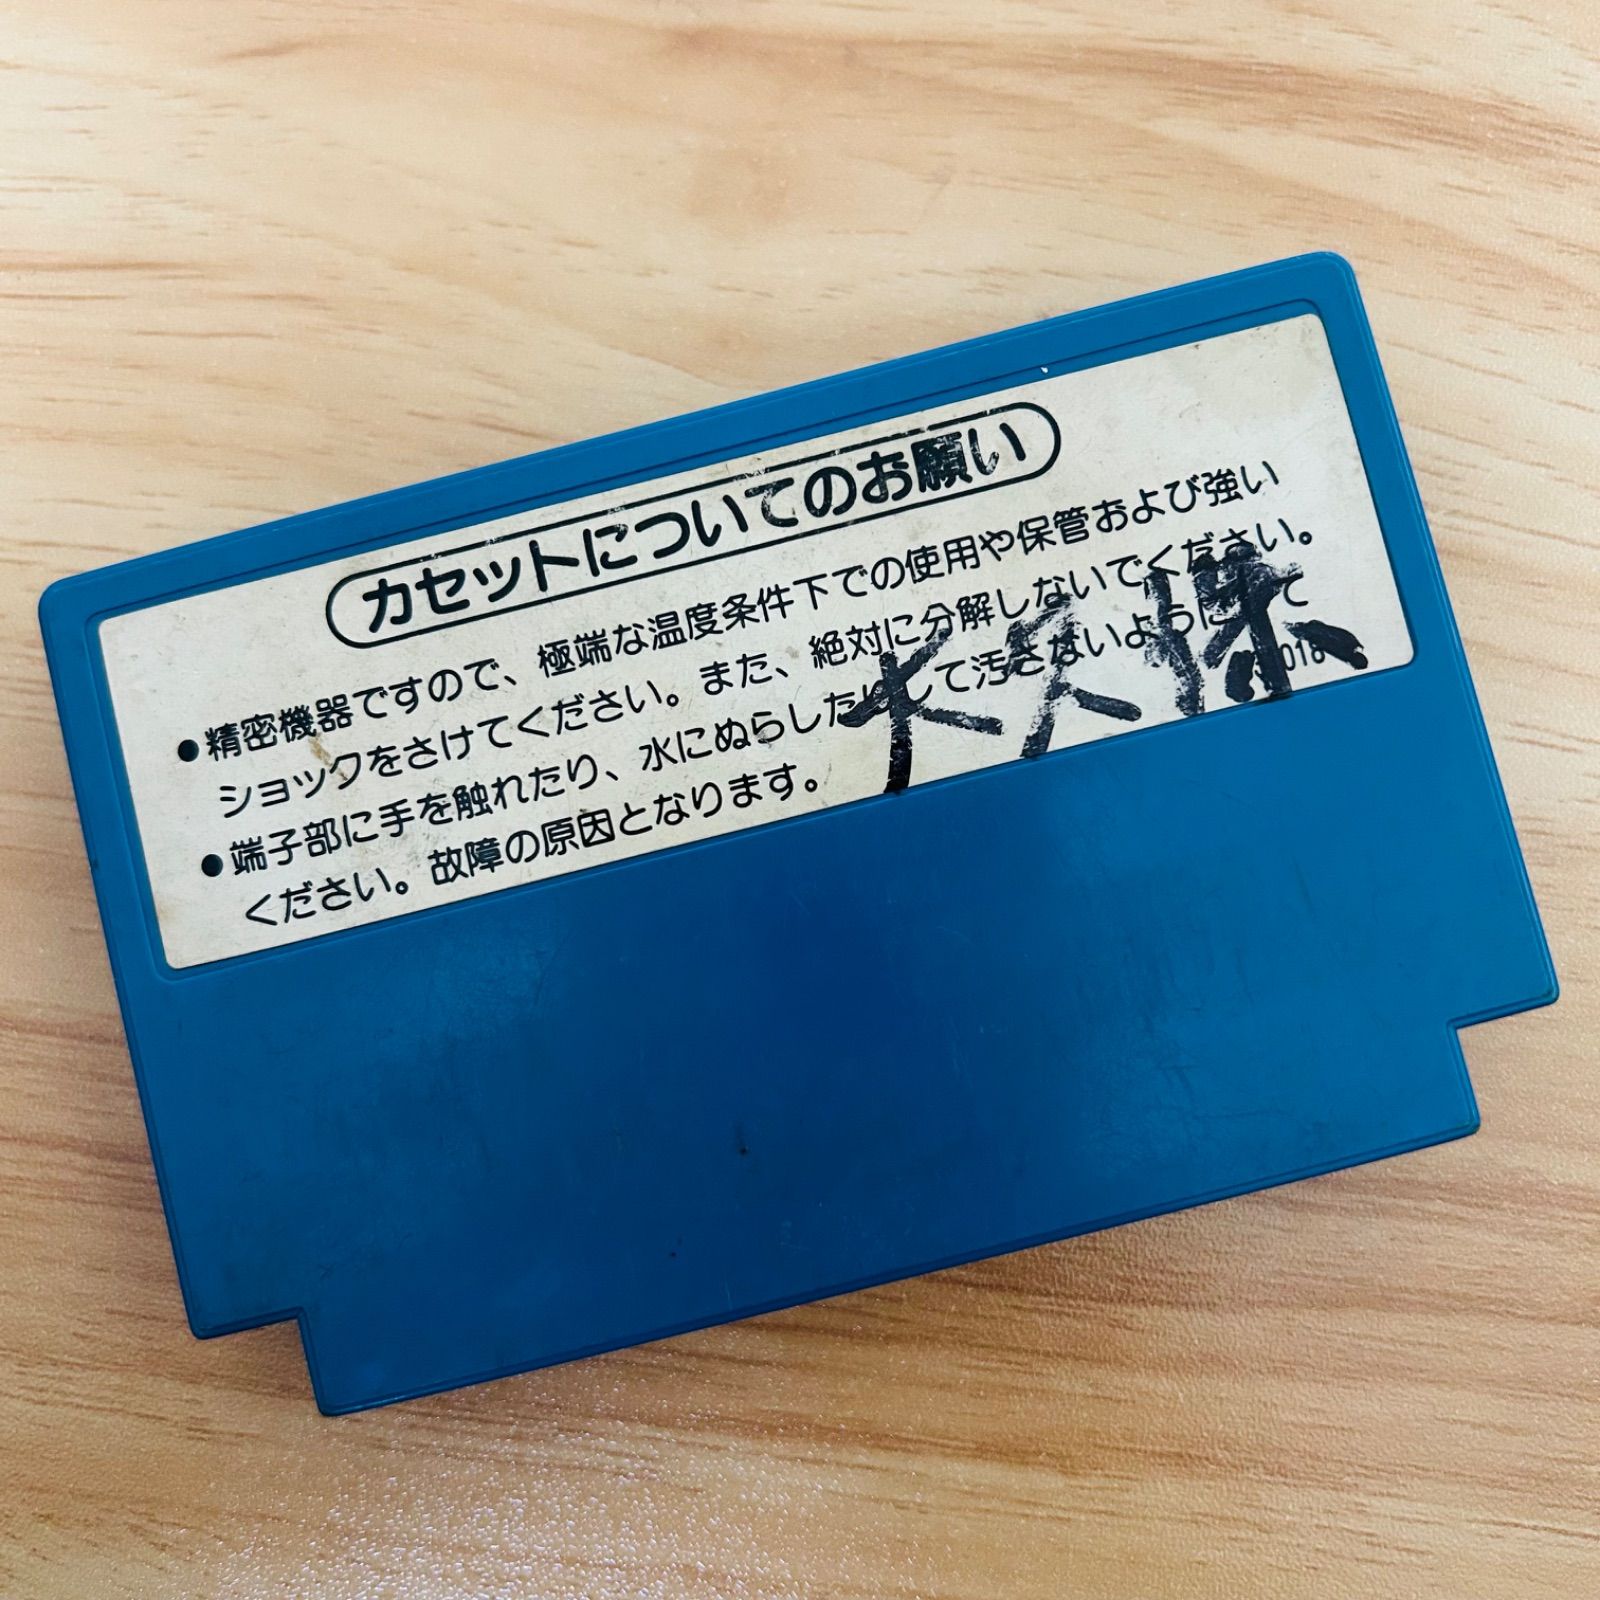 カセットについてのお願い
●精密機器ですので、極端な温度条件下での使用や保管および強い
ショックをさけてください。また、絶対に分解しないでください。
●端子部に手を触れたり、水にぬらしたりして汚さないようにして
ください。故障の原因となります。